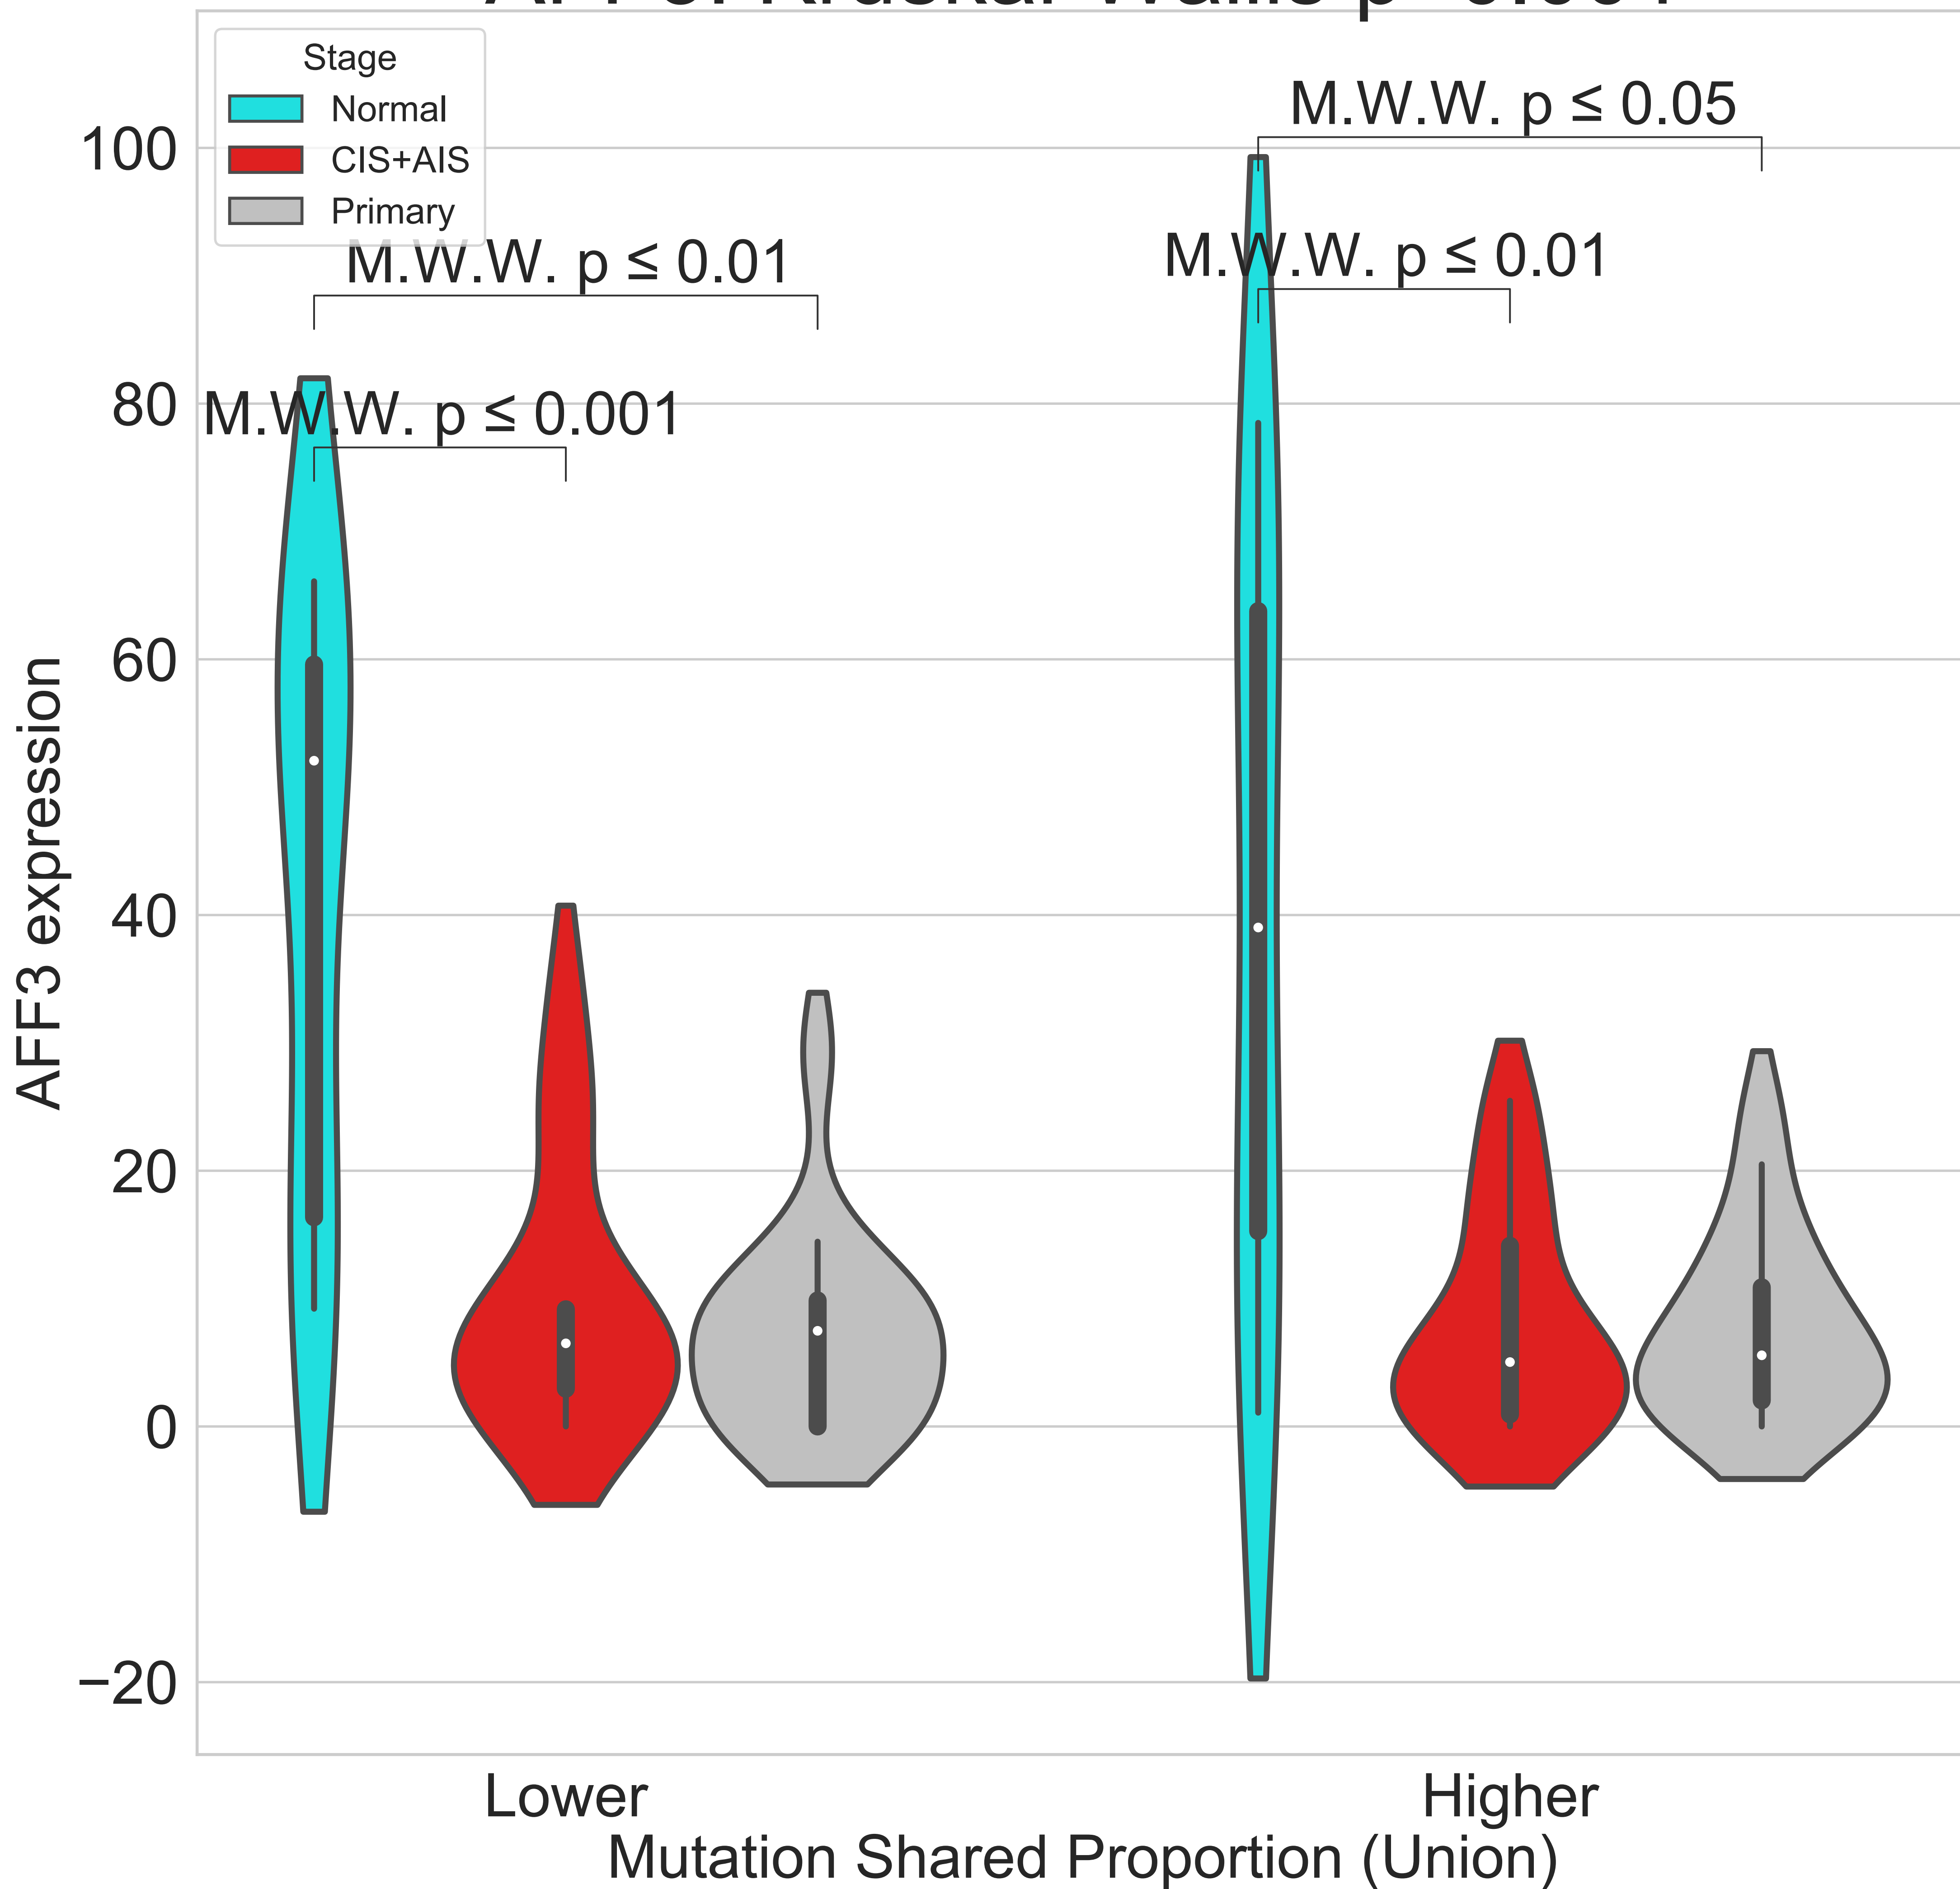 Stage
Normal
CIS+AIS
Primary
M.W.W. p ≤ 0.05
M.W.W. p ≤ 0.01
M.W.W. p ≤ 0.01
M.W.W. p ≤ 0.001
100
80
60
40
20
0
−20
AFF3 expression
Lower
Higher
Mutation Shared Proportion (Union)